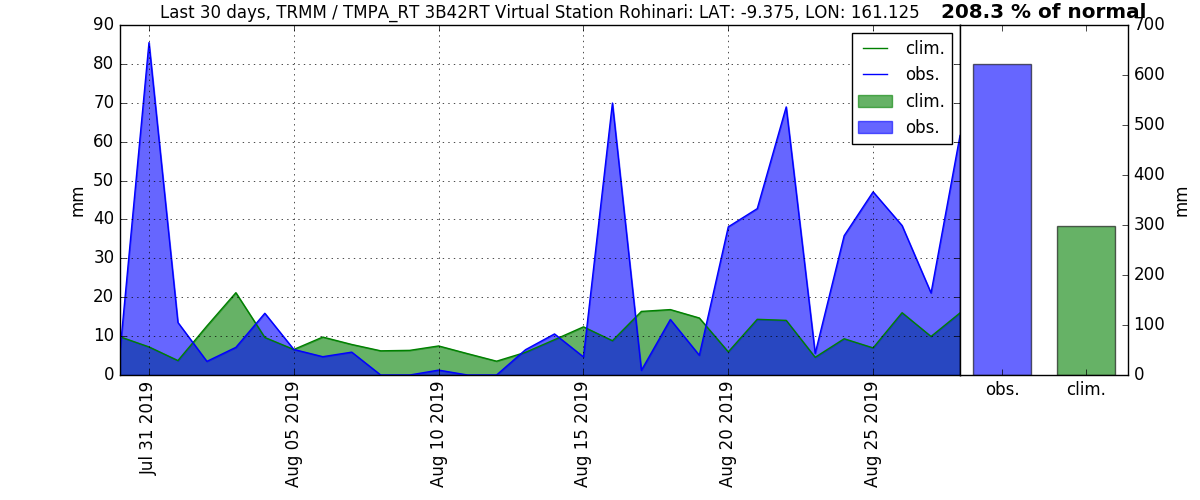 Last 30 days, TRMM / TMPA_RT 3B42RT Virtual Station Rohinari: LAT: -9.375, LON: 161.125
208.3 % of normal
90
80
70
60
50
40
30
20
10
0
mm
clim.
obs.
clim.
obs.
Jul 31 2019
Aug 05 2019
Aug 10 2019
Aug 15 2019
Aug 20 2019
Aug 25 2019
700
600
500
400
300
200
100
0
mm
obs.
clim.